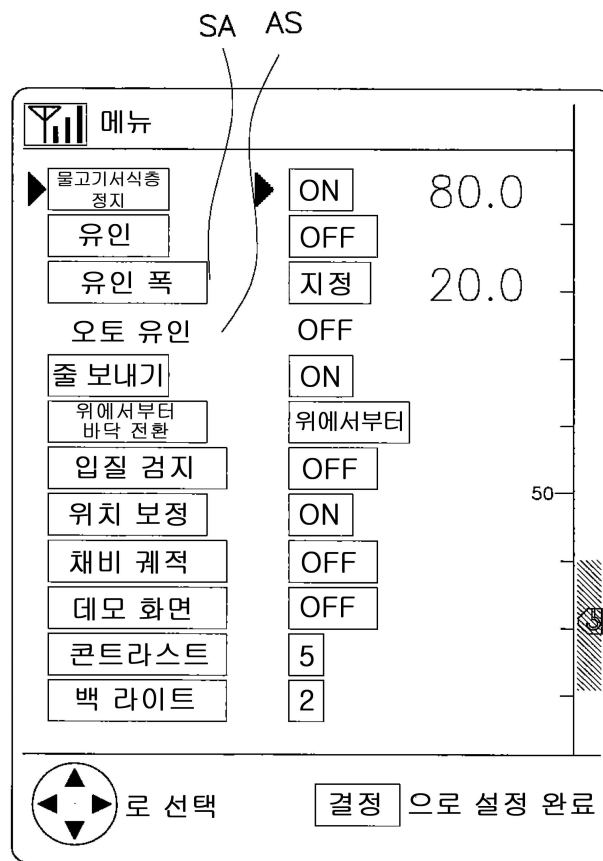 SA AS
메뉴
물고기서식층
정지
ON 80.0
유인 OFF
유인 폭 지정 20.0
오토 유인 OFF
줄 보내기 ON
위에서부터
바닥 전환
위에서부터
입질 검지 OFF
50
위치 보정 ON
채비 궤적 OFF
데모 화면 OFF
콘트라스트 5
백 라이트 2
로 선택 결정 으로 설정 완료